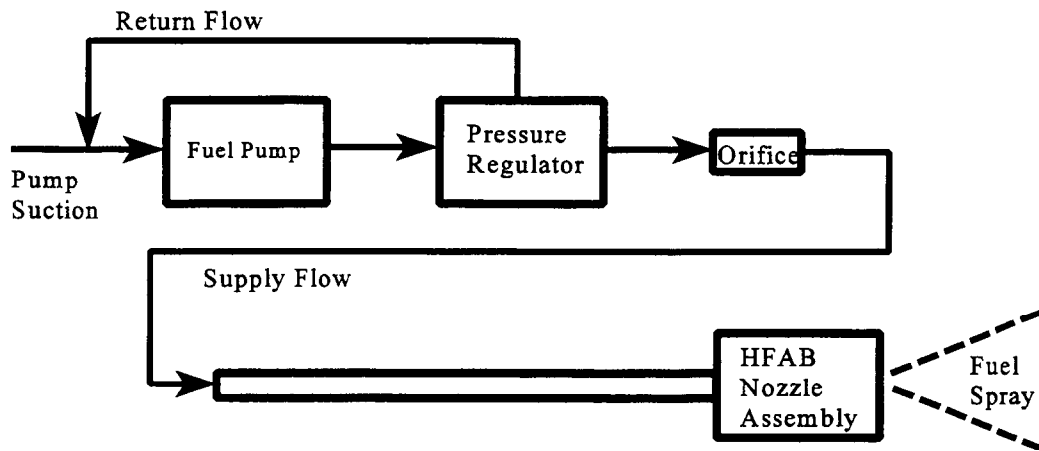 Return Flow
Fuel Pump
Pressure
Regulator
Orifice
Pump
Suction
Supply Flow
HFAB
Nozzle
Assembly
Fuel
Spray